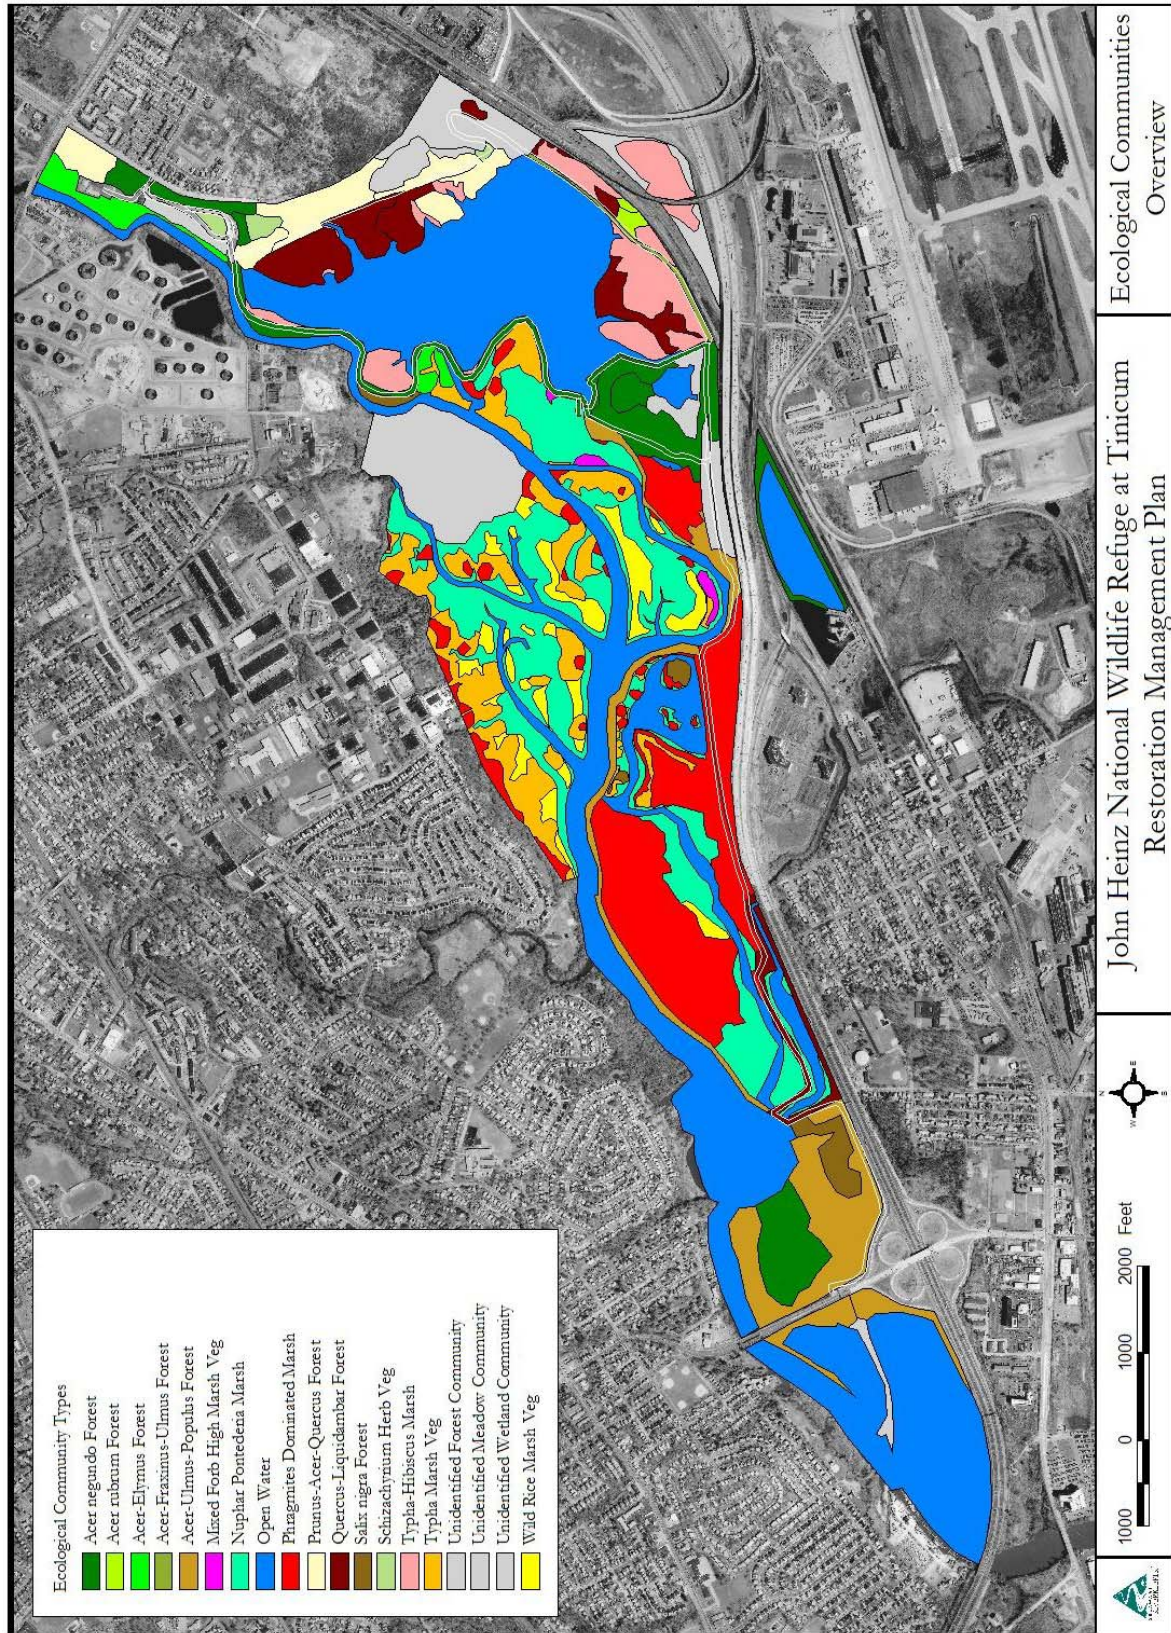 Ecological Community Types
Acer negundo Forest
Acer rubrum Forest
Acer-Elymus Forest
Acer-Fraxinus-Ulmus Forest
Acer-Ulmus-Populus Forest
Mixed Forb High Marsh Veg
Nuphar Pontederia Marsh
Open Water
Phragmites Dominated Marsh
Prunus-Acer-Quercus Forest
Quercus-Liquidambar Forest
Salix nigra Forest
Schizachyrium Herb Veg
Typha-Hibiscus Marsh
Typha Marsh Veg
Unidentified Forest Community
Unidentified Meadow Community
Unidentified Wetland Community
Wild Rice Marsh Veg
1000 0 1000 2000 Feet
N
W E
S
John Heinz National Wildlife Refuge at Tinicum
Restoration Management Plan
Ecological Communities
Overview